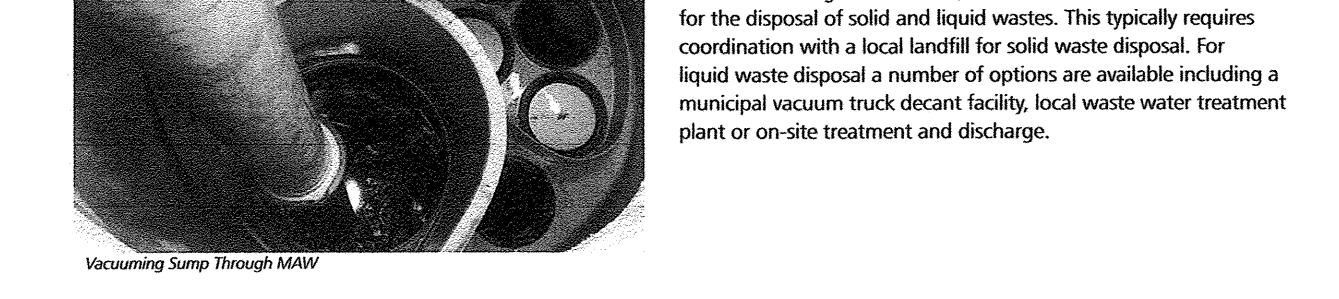 for the disposal of solid and liquid wastes. This typically requires
coordination with a local landfill for solid waste disposal. For
liquid waste disposal a number of options are available including a
municipal vacuum truck decant facility, local waste water treatment
plant or on-site treatment and discharge.
Vacuuming Sump Through MAW